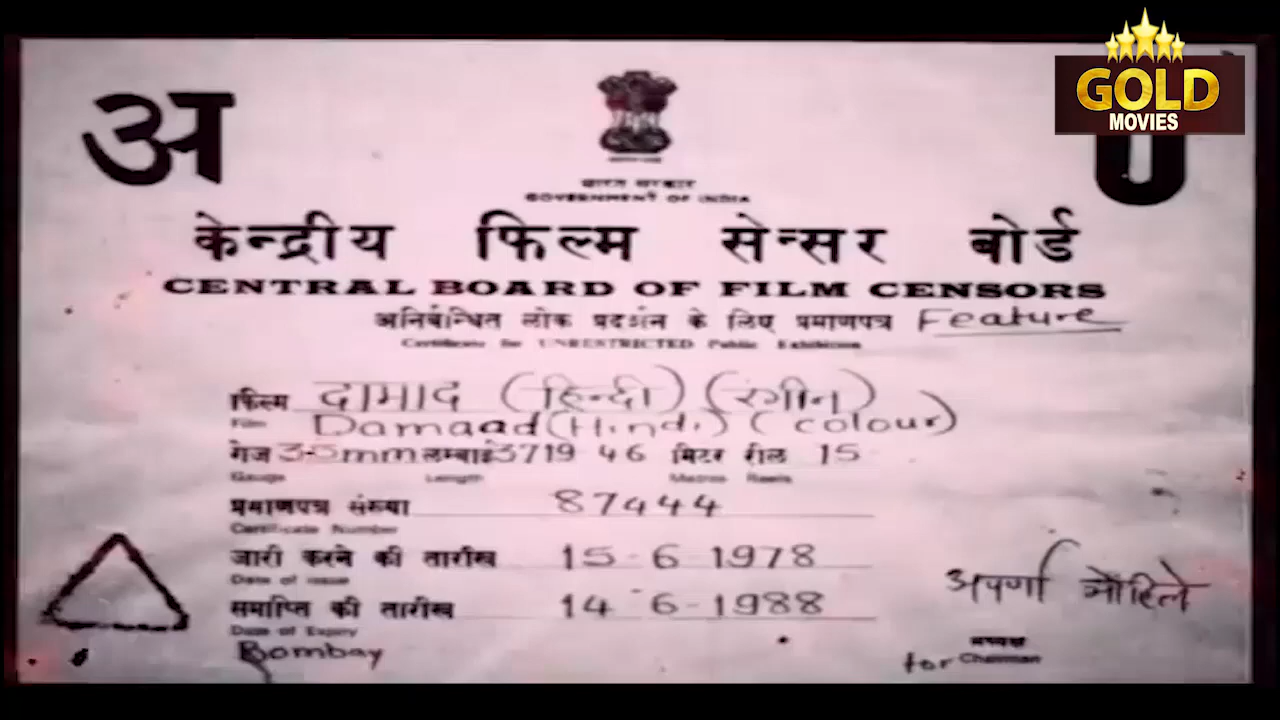 GOLD
MOVIES
अ
U
भारत सरकार
GOVERNMENT OF INDIA
केन्द्रीय फिल्म सेन्सर बोर्ड
CENTRAL BOARD OF FILM CENSORS
अनिर्बन्धित लोक प्रदर्शन के लिए प्रमाणपत्र Feature
Certificate for UNRESTRICTED Public Exhibition
फिल्म दामाद (हिन्दी) (रंगीन)
Film Damaad (Hindi) (colour)
गेज 35mm लम्बाई 3719 46 मिटर रील 15
Gauge Length Metres Reels
प्रमाणपत्र संख्या 87444
Certificate Number
जारी करने की तारीख 15-6-1978
Date of issue
समाप्ति की तारीख 14-6-1988
Date of Expiry
Bombay
अपर्णा मोहिले
अध्यक्ष
for Chairman